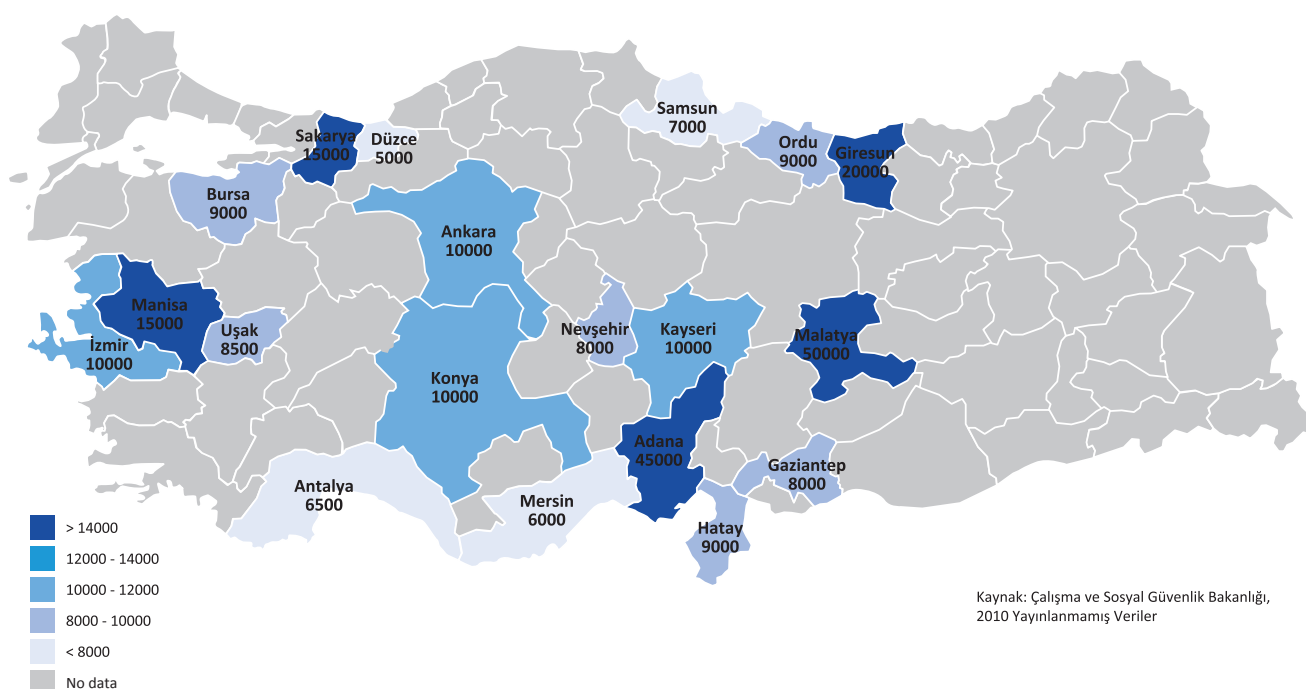 Samsun
7000
Sakarya
15000
Düzce
5000
Ordu
9000
Giresun
20000
Bursa
9000
Ankara
10000
Manisa
15000
Uşak
8500
İzmir
10000
Nevşehir
8000
Kayseri
10000
Malatya
50000
Konya
10000
Adana
45000
Gaziantep
8000
Antalya
6500
Mersin
6000
Hatay
9000
> 14000
12000 - 14000
10000 - 12000
8000 - 10000
< 8000
No data
Kaynak: Çalışma ve Sosyal Güvenlik Bakanlığı,
2010 Yayınlanmamış Veriler